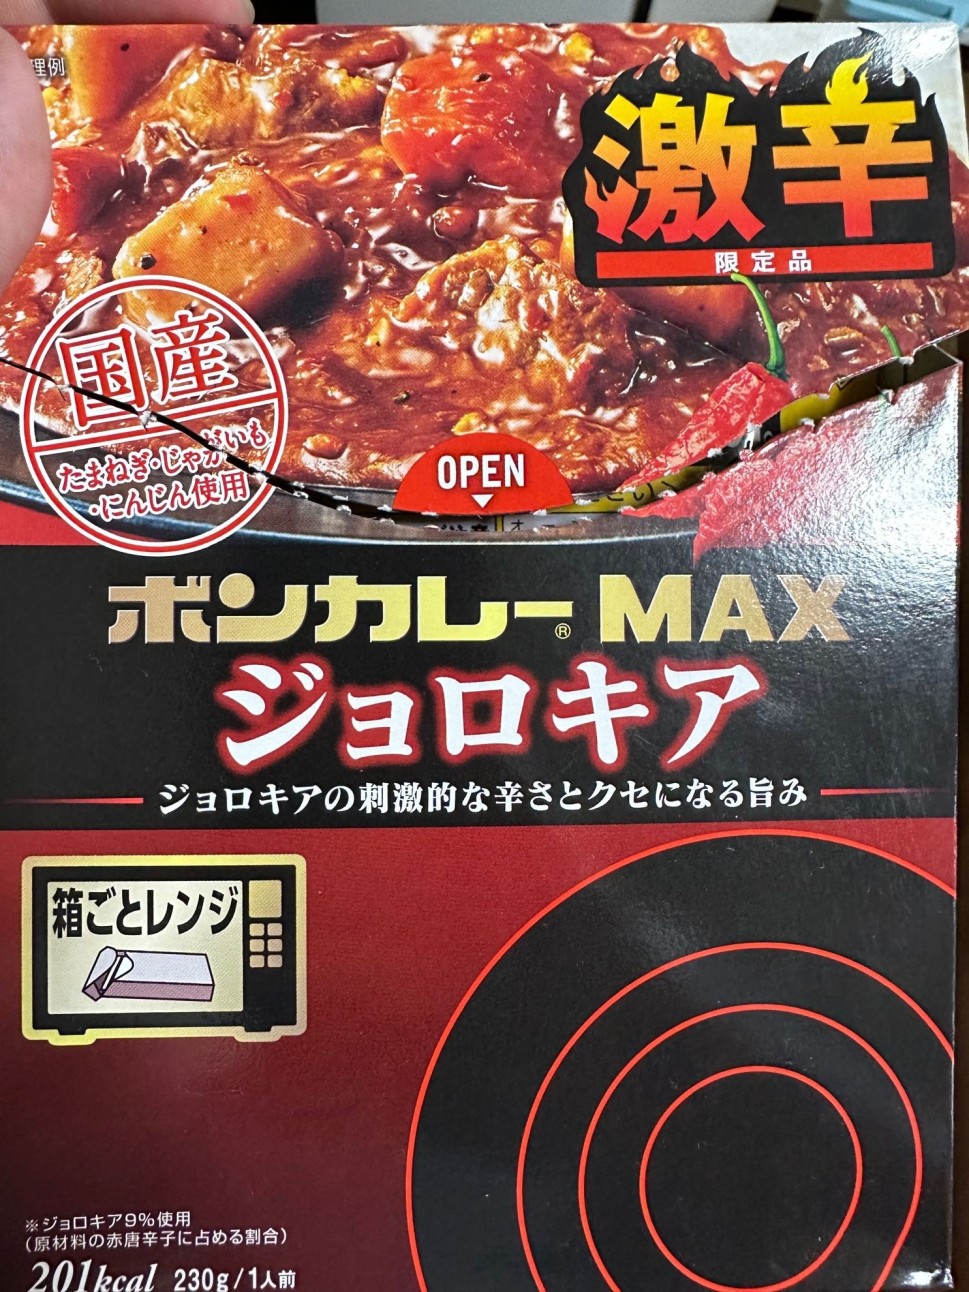 理例
激辛
限定品
国産
たまねぎ・じゃがいも
・にんじん使用
OPEN
ボンカレー® MAX
ジョロキア
ジョロキアの刺激的な辛さとクセになる旨み
箱ごとレンジ
※ジョロキア9%使用
(原材料の赤唐辛子に占める割合)
201kcal 230g/1人前